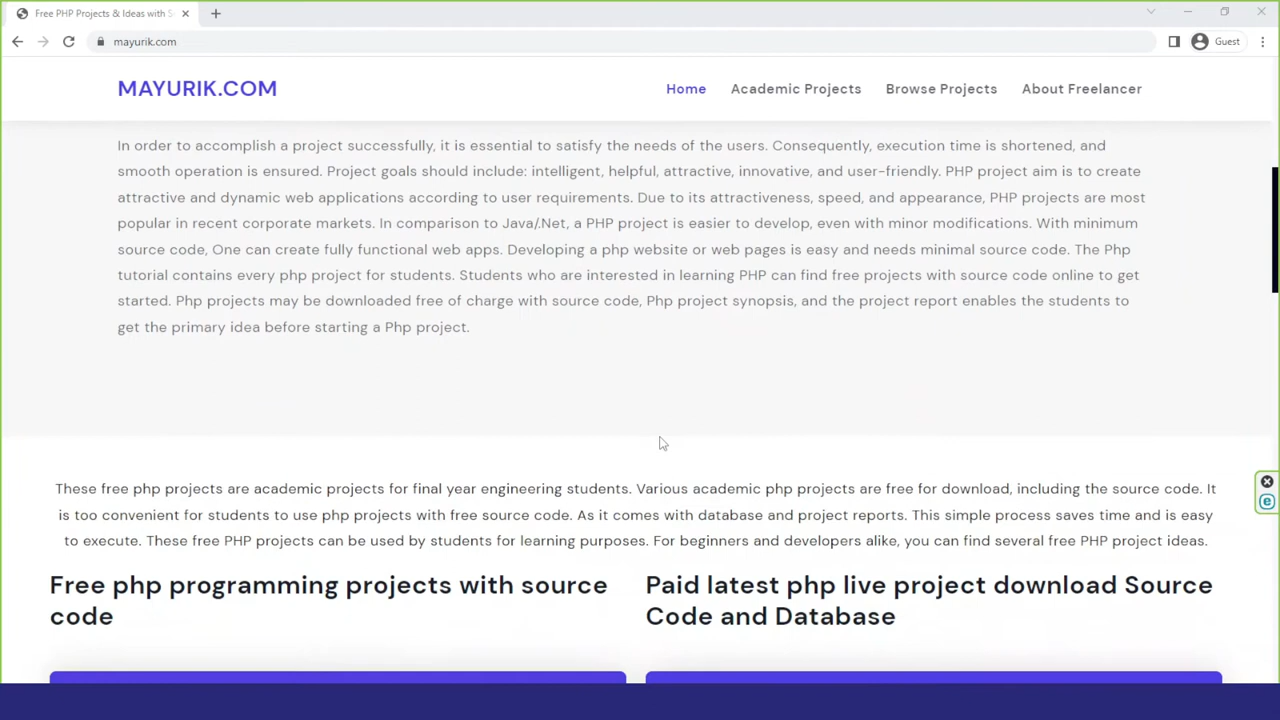 Free PHP Projects & Ideas with S
mayurik.com
Guest
MAYURIK.COM
Home
Academic Projects
Browse Projects
About Freelancer
In order to accomplish a project successfully, it is essential to satisfy the needs of the users. Consequently, execution time is shortened, and
smooth operation is ensured. Project goals should include: intelligent, helpful, attractive, innovative, and user-friendly. PHP project aim is to create
attractive and dynamic web applications according to user requirements. Due to its attractiveness, speed, and appearance, PHP projects are most
popular in recent corporate markets. In comparison to Java/.Net, a PHP project is easier to develop, even with minor modifications. With minimum
source code, One can create fully functional web apps. Developing a php website or web pages is easy and needs minimal source code. The Php
tutorial contains every php project for students. Students who are interested in learning PHP can find free projects with source code online to get
started. Php projects may be downloaded free of charge with source code, Php project synopsis, and the project report enables the students to
get the primary idea before starting a Php project.
These free php projects are academic projects for final year engineering students. Various academic php projects are free for download, including the source code. It
is too convenient for students to use php projects with free source code. As it comes with database and project reports. This simple process saves time and is easy
to execute. These free PHP projects can be used by students for learning purposes. For beginners and developers alike, you can find several free PHP project ideas.
Free php programming projects with source
code
Paid latest php live project download Source
Code and Database